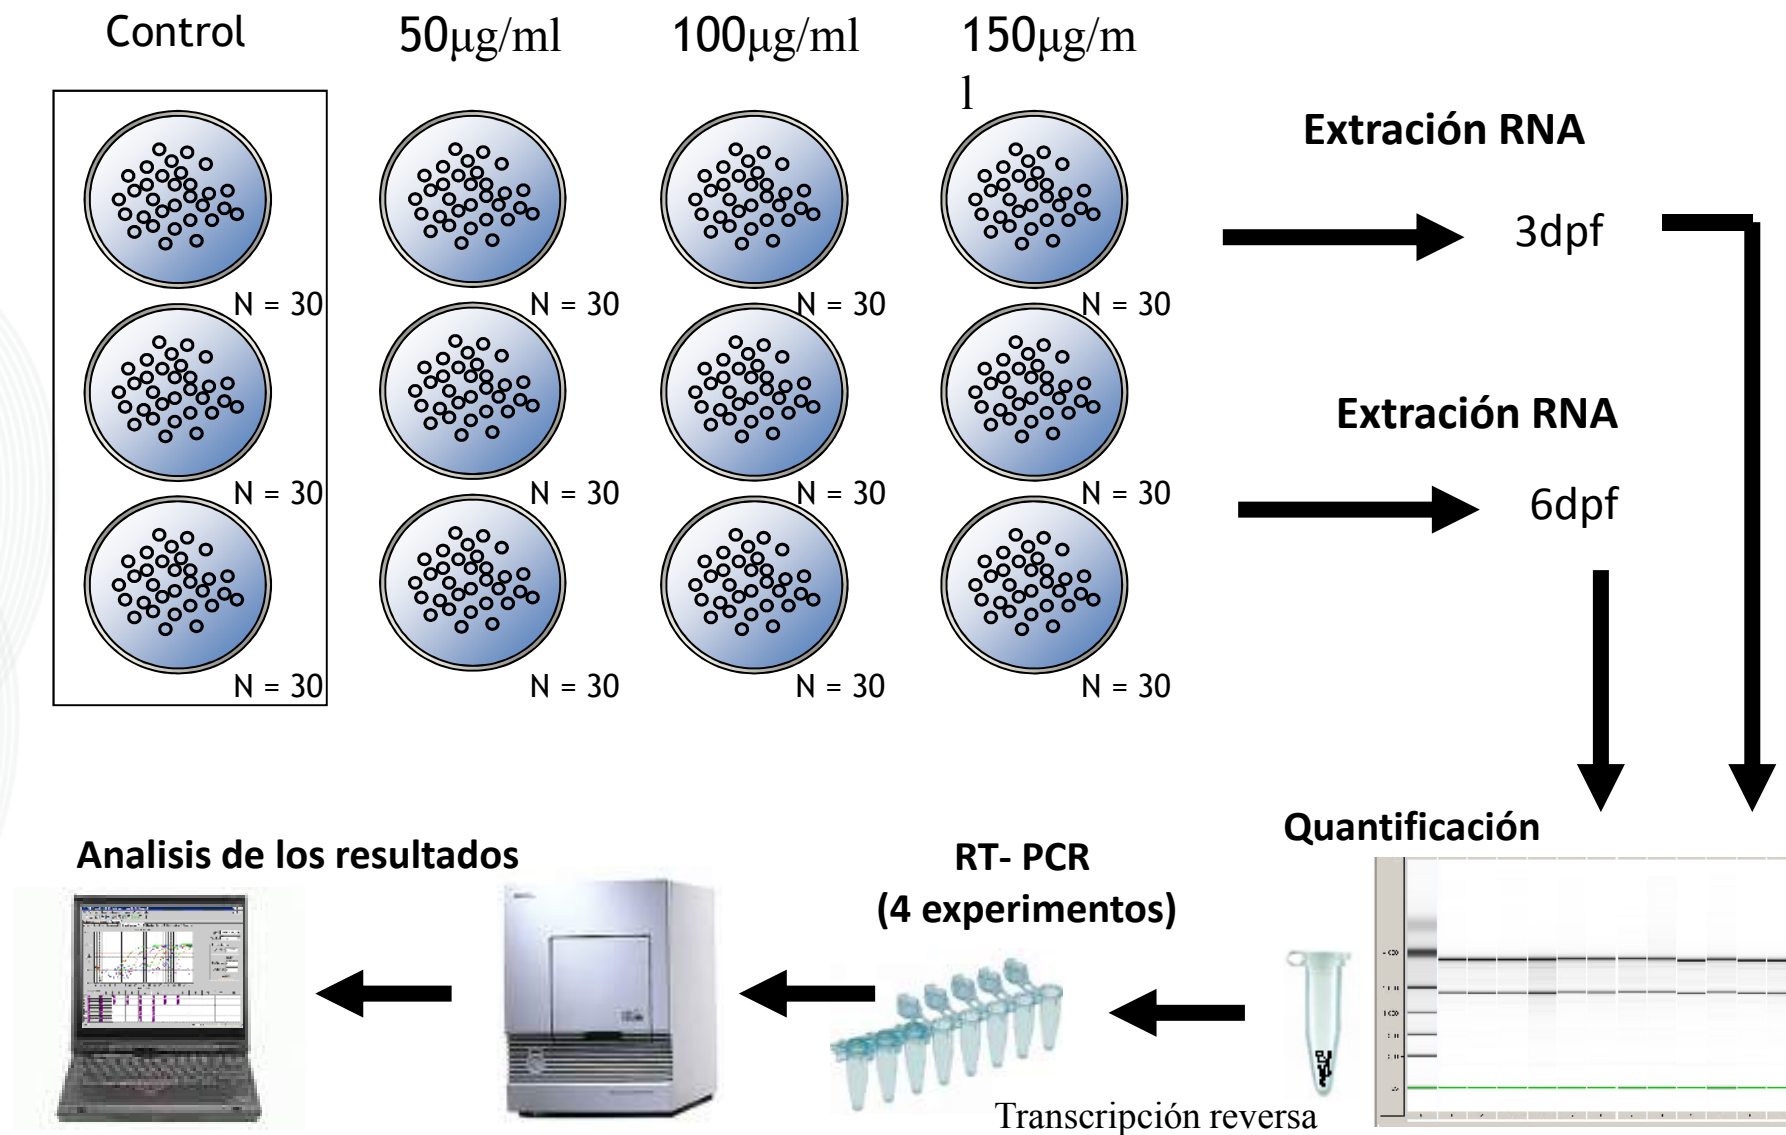 Control
50μg/ml
100μg/ml
150μg/m
l
Extración RNA
3dpf
N = 30
N = 30
N = 30
N = 30
Extración RNA
6dpf
N = 30
N = 30
N = 30
N = 30
N = 30
N = 30
N = 30
N = 30
Quantificación
Analisis de los resultados
RT- PCR
(4 experimentos)
Transcripción reversa